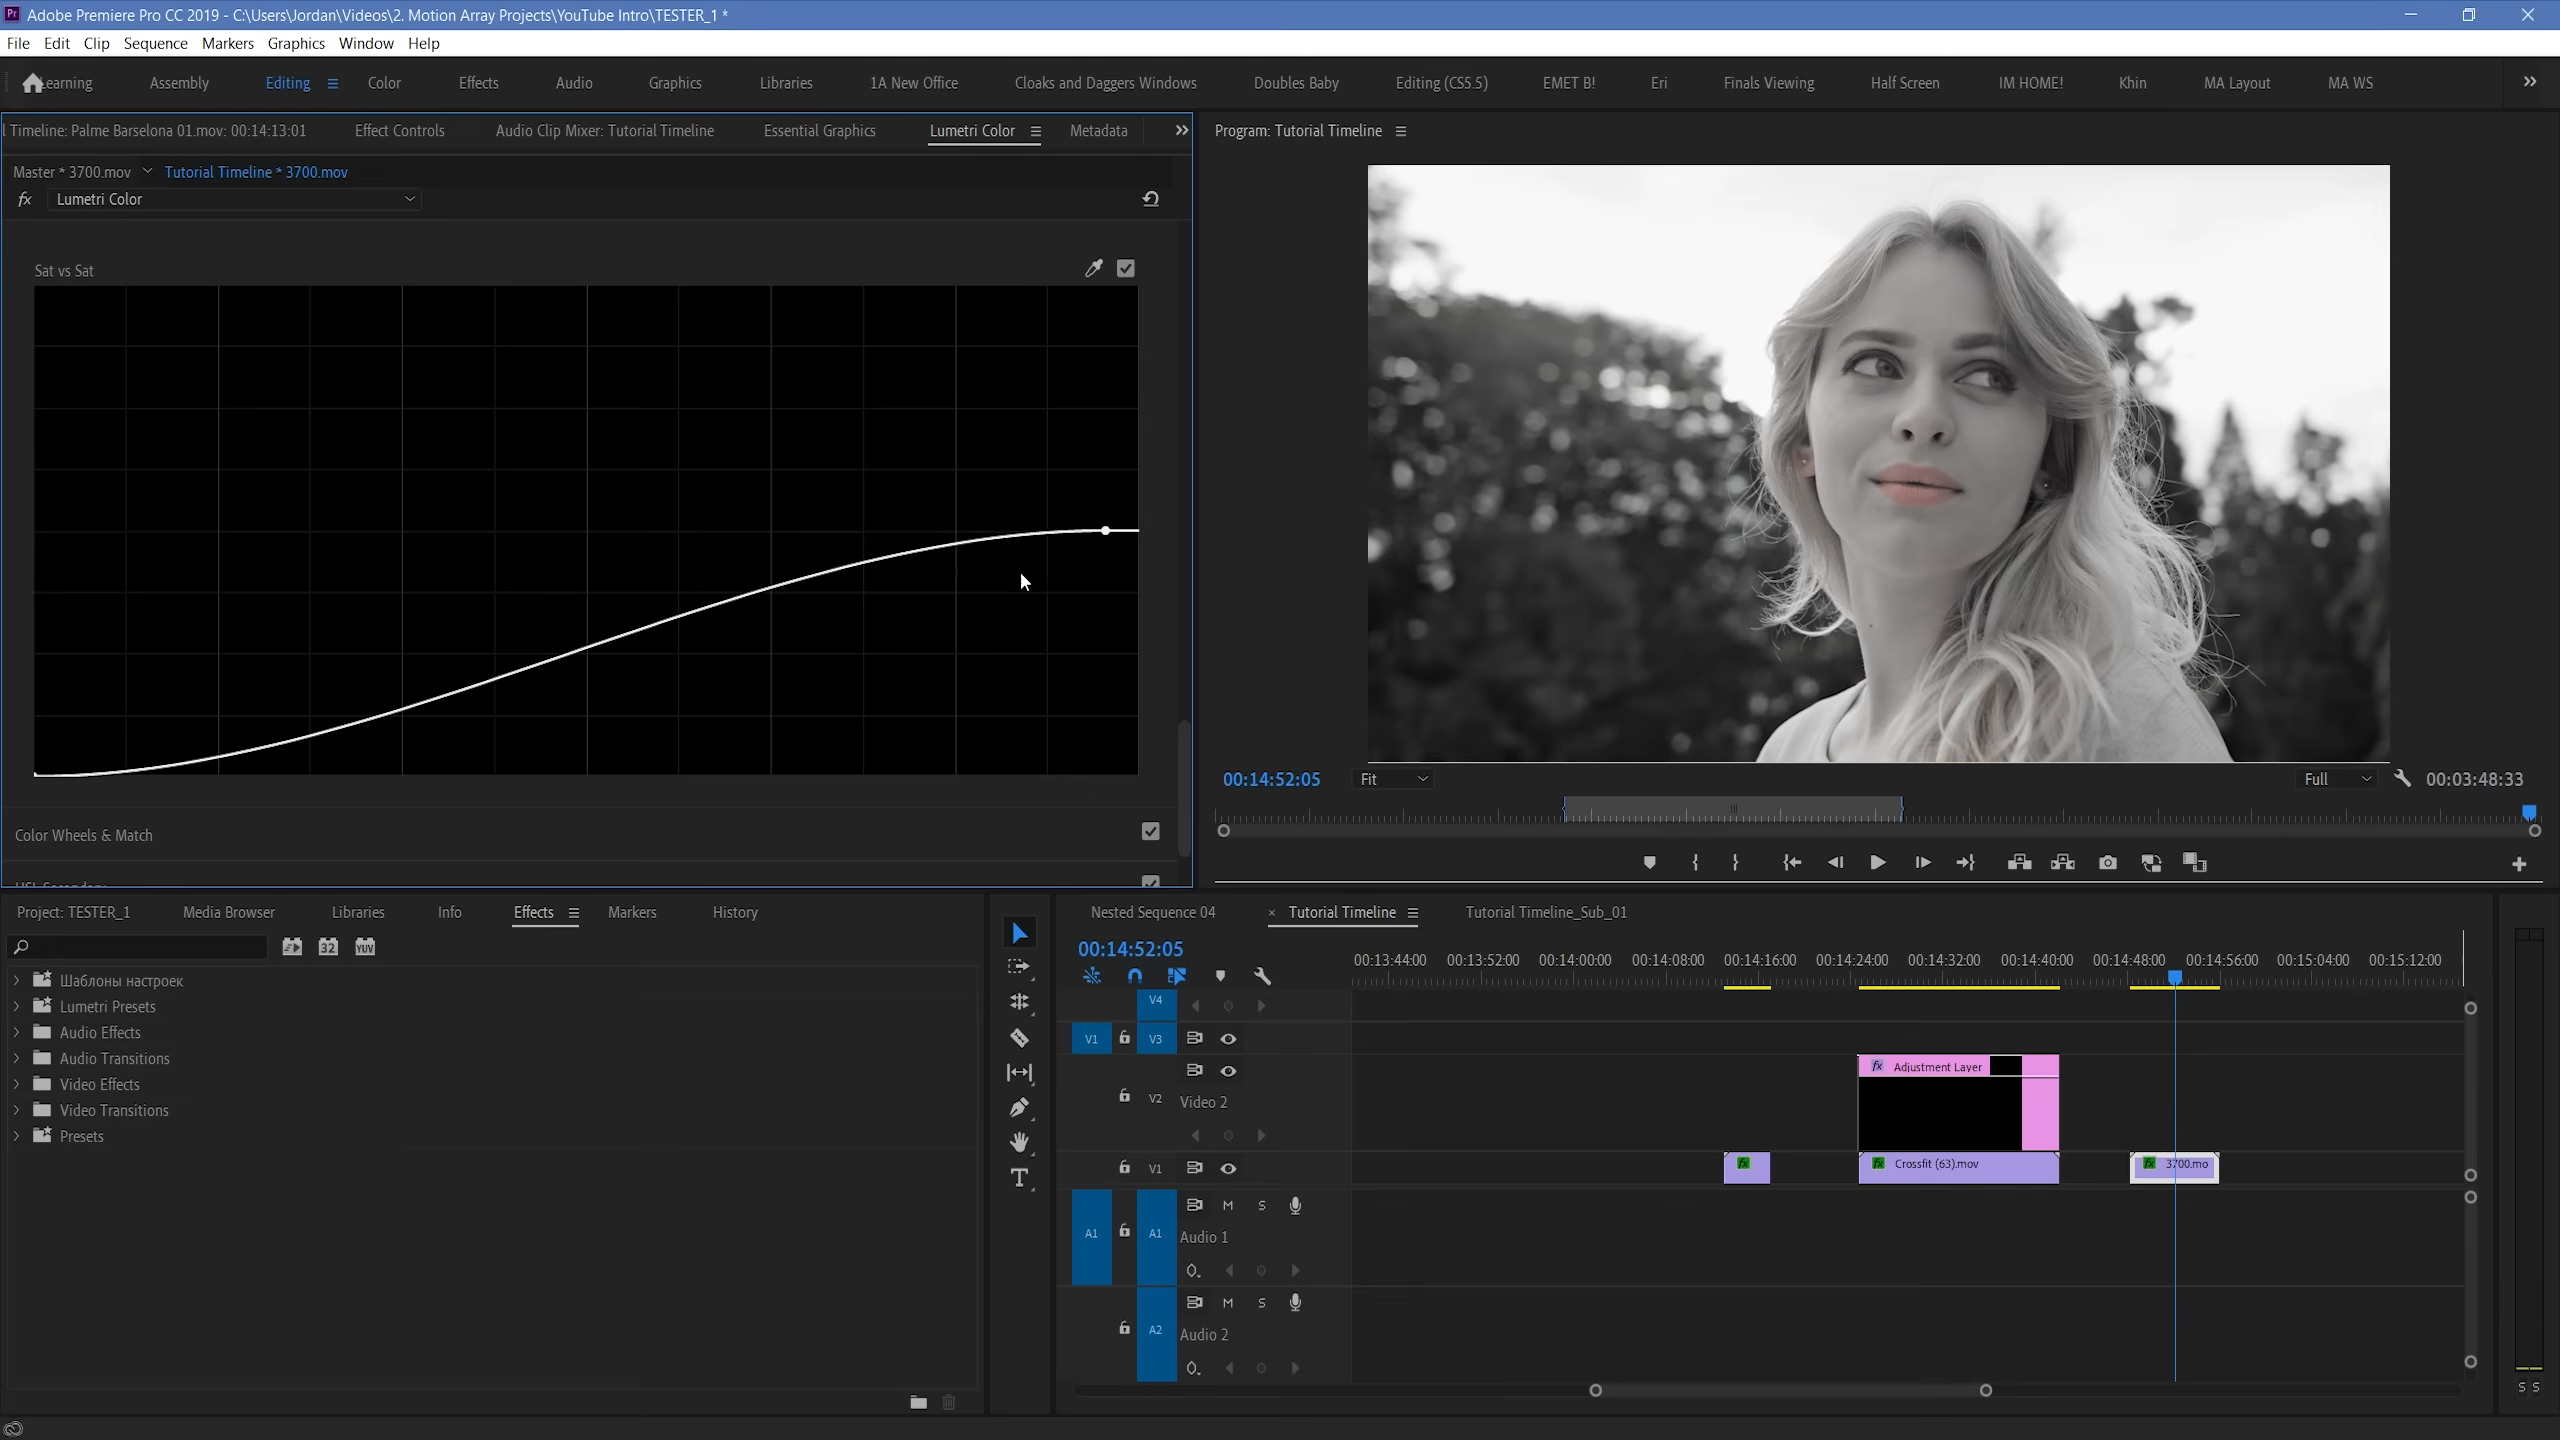 Pr Adobe Premiere Pro CC 2019 - C:\Users\Jordan\Videos\2. Motion Array Projects\YouTube Intro\TESTER_1 *
File Edit Clip Sequence Markers Graphics Window Help
earning Assembly Editing Color Effects Audio Graphics Libraries 1A New Office Cloaks and Daggers Windows Doubles Baby Editing (CS5.5) EMET B! Eri Finals Viewing Half Screen IM HOME! Khin MA Layout MA WS
l Timeline: Palme Barselona 01.mov: 00:14:13:01 Effect Controls Audio Clip Mixer: Tutorial Timeline Essential Graphics Lumetri Color Metadata
Program: Tutorial Timeline
Master * 3700.mov Tutorial Timeline * 3700.mov
fx Lumetri Color
Sat vs Sat
00:14:52:05 Fit Full 00:03:48:33
Color Wheels & Match
HSL Secondary
Project: TESTER_1 Media Browser Libraries Info Effects Markers History
32 YUV
Шаблоны настроек
Lumetri Presets
Audio Effects
Audio Transitions
Video Effects
Video Transitions
Presets
Nested Sequence 04 × Tutorial Timeline Tutorial Timeline_Sub_01
00:14:52:05
00:13:44:00 00:13:52:00 00:14:00:00 00:14:08:00 00:14:16:00 00:14:24:00 00:14:32:00 00:14:40:00 00:14:48:00 00:14:56:00 00:15:04:00 00:15:12:00
V4
V1 V3
fx Adjustment Layer
V2 Video 2
V1 fx fx Crossfit (63).mov fx 3700.mo
M S
A1 A1 Audio 1
M S
A2 Audio 2
S S